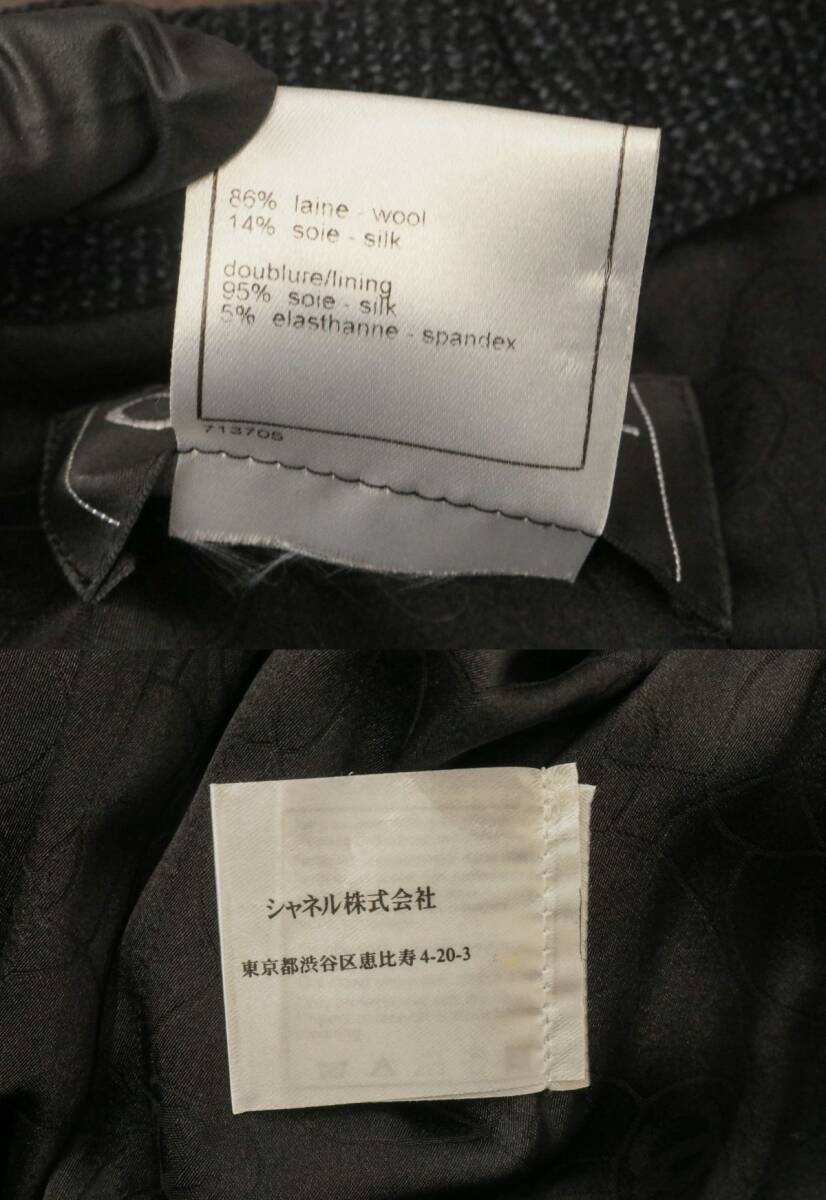 86% laine - wool
14% soie - silk
doublure/lining
95% soie - silk
5% elasthanne - spandex
713705
シャネル株式会社
東京都渋谷区恵比寿4-20-3